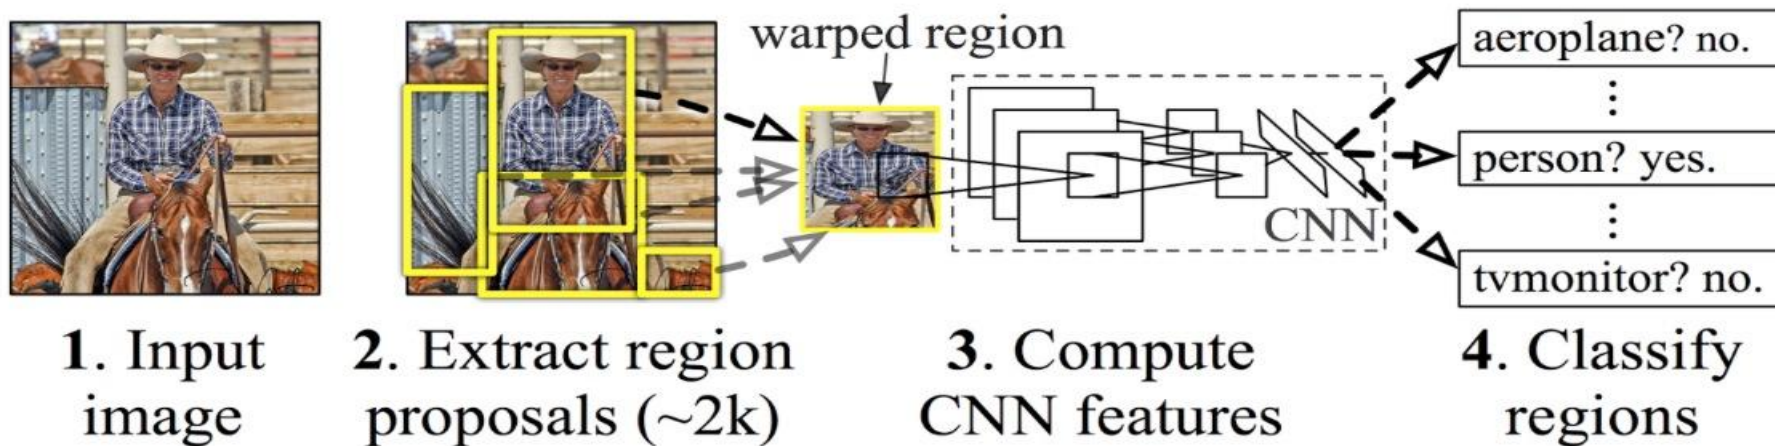 warped region
aeroplane? no.
person? yes.
tvmonitor? no.
CNN
1. Input
image
2. Extract region
proposals (~2k)
3. Compute
CNN features
4. Classify
regions